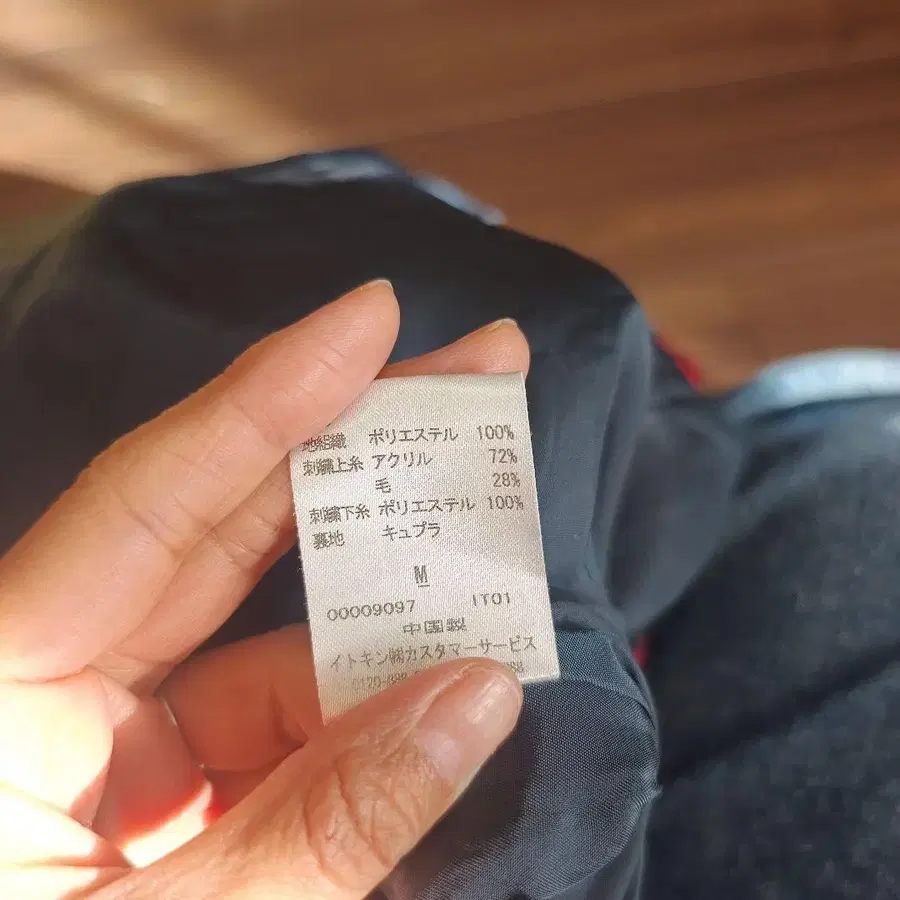 地組織 ポリエステル 100%
刺繍上糸 アクリル 72%
毛 28%
刺繍下糸 ポリエステル 100%
裏地 キュプラ
M
00009097 IT01
中国製
イトキン㈱カスタマーサービス
0120-888